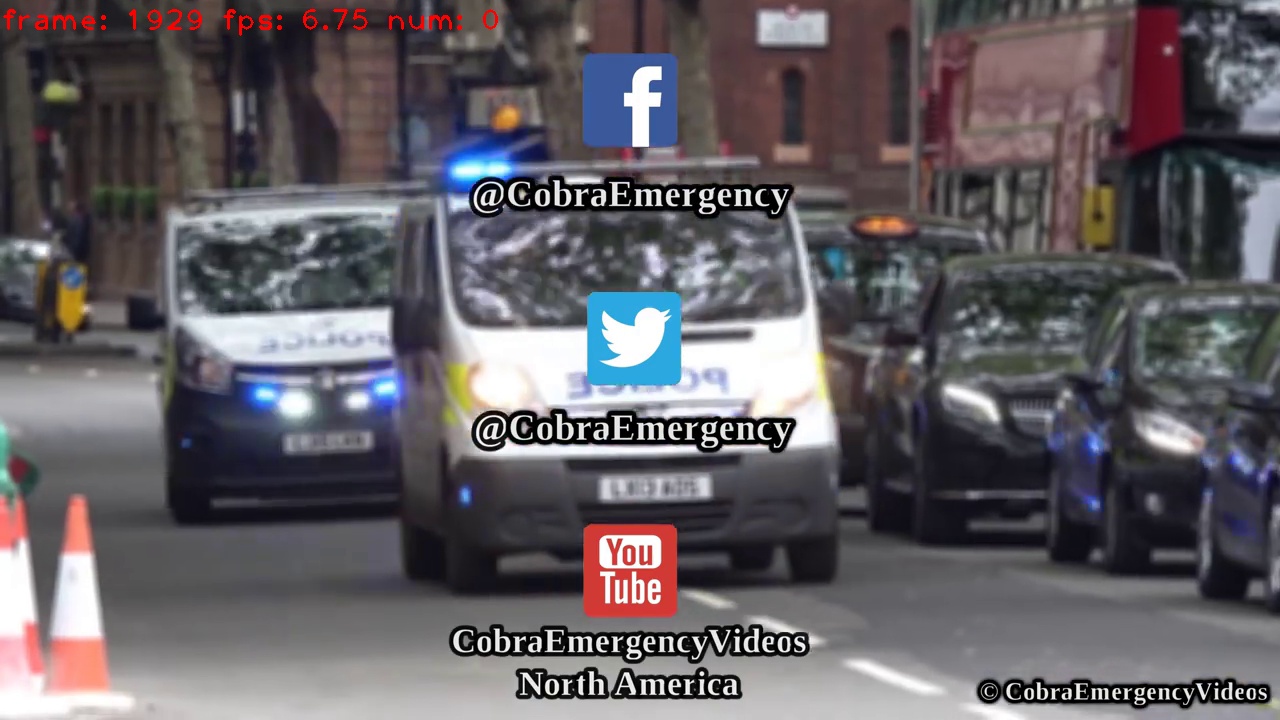 frame: 1929 fps: 6.75 num: 0
f
@CobraEmergency
@CobraEmergency
You
Tube
CobraEmergencyVideos
North America
© CobraEmergencyVideos